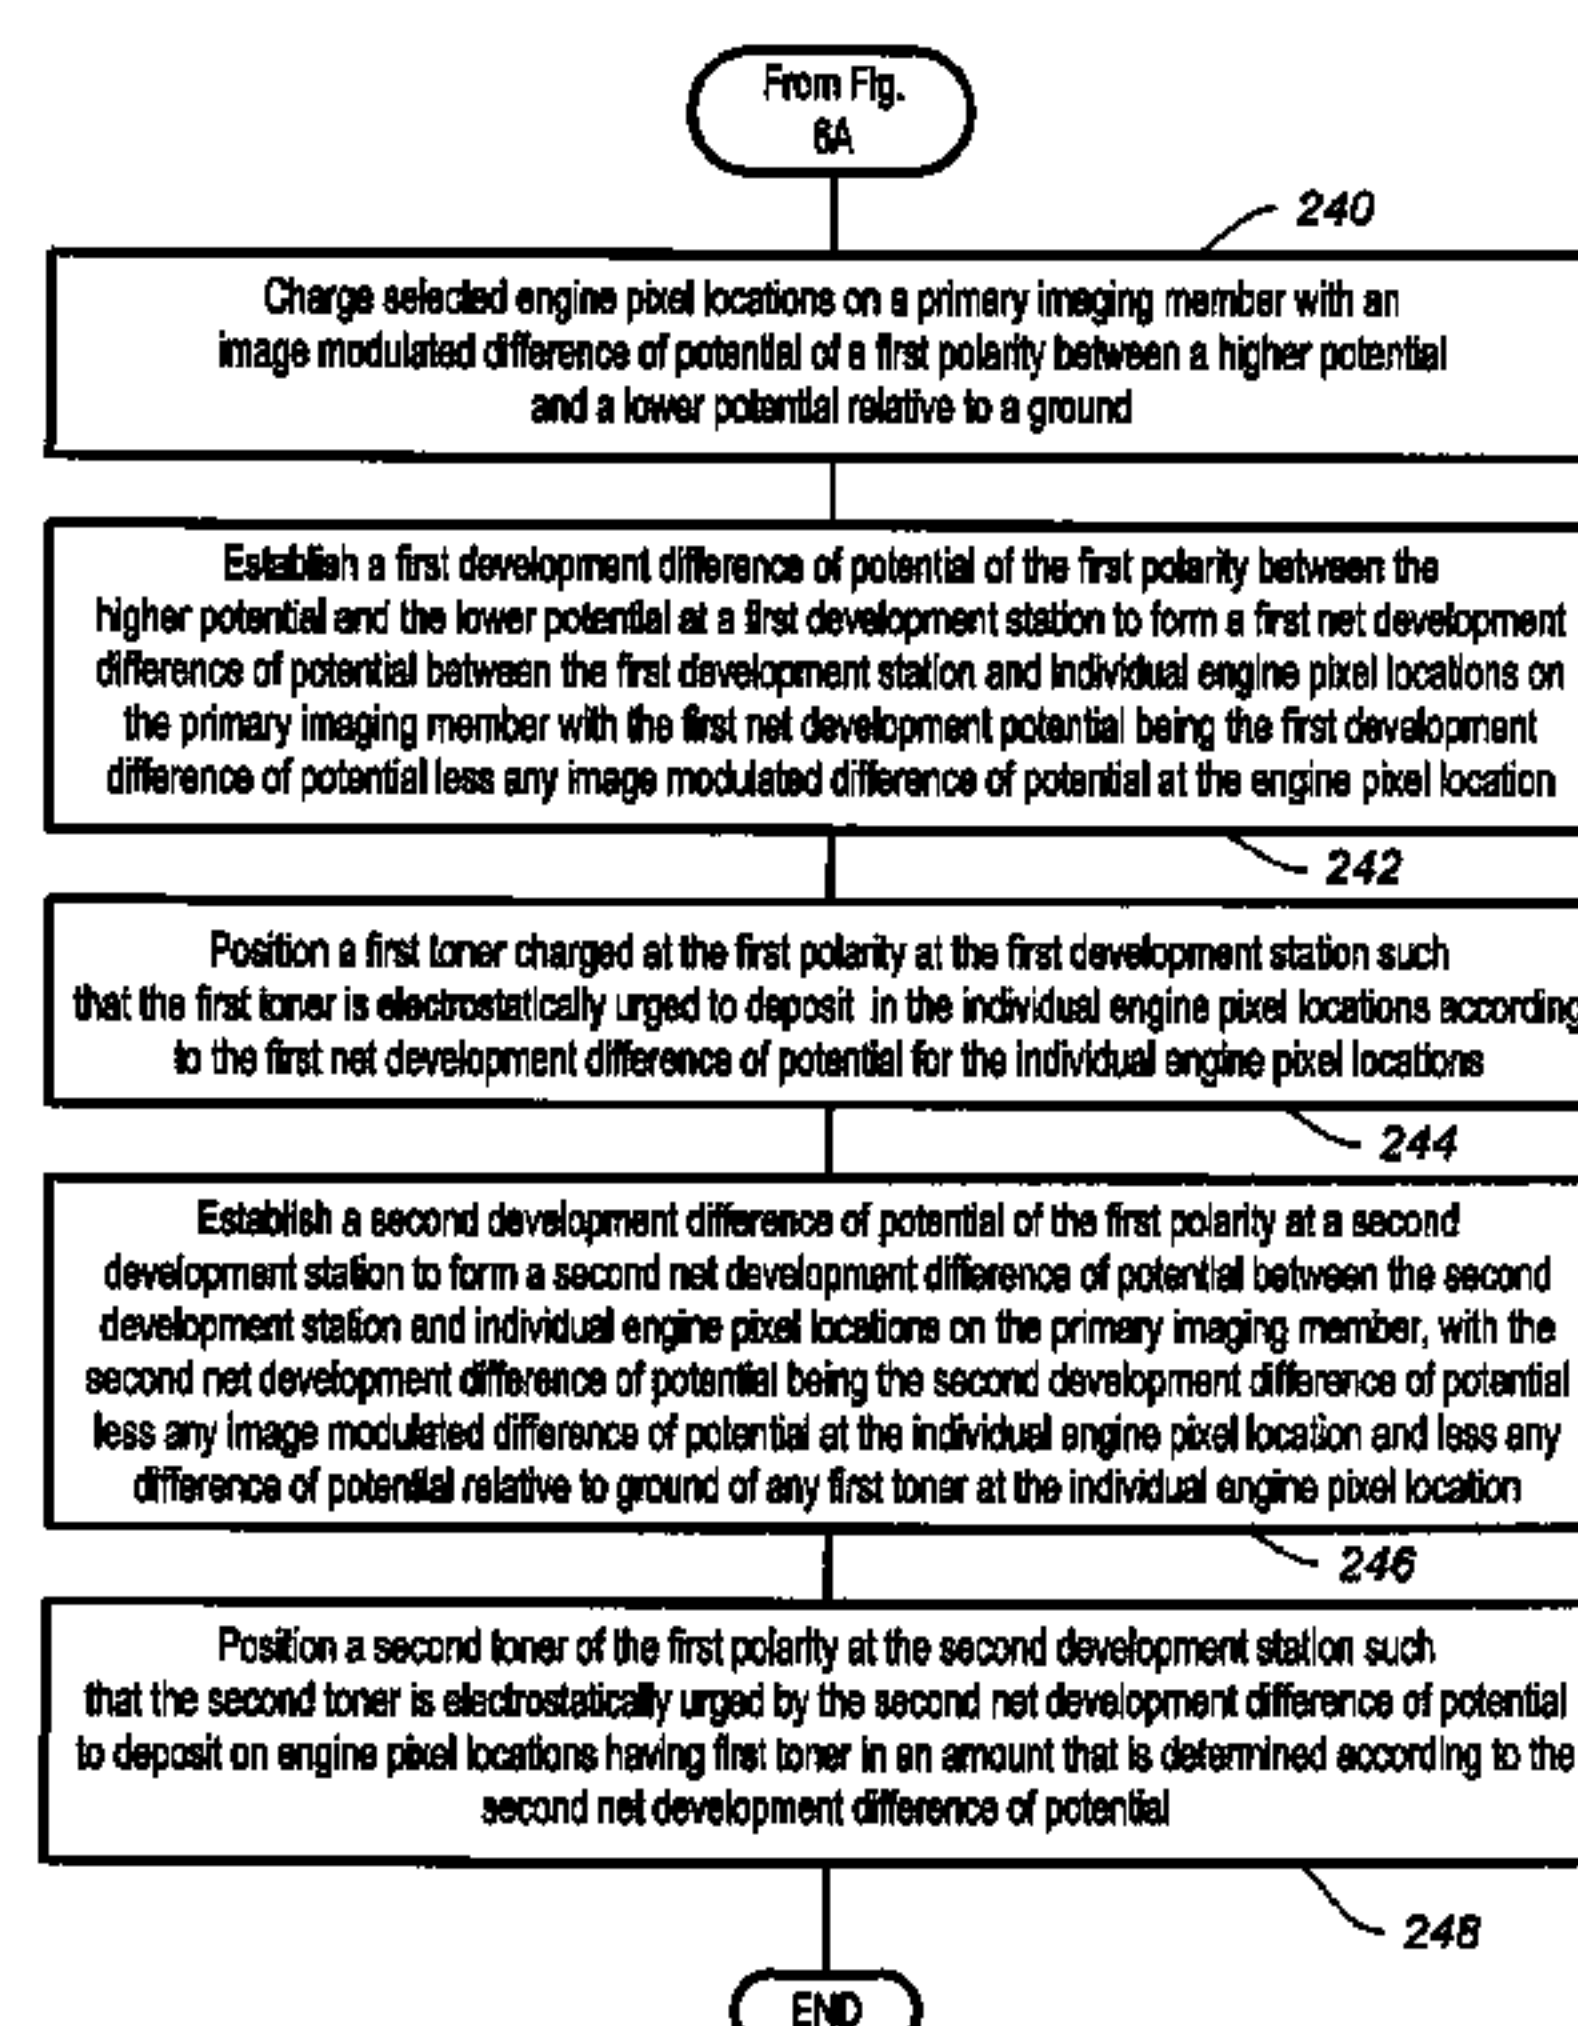 From Fig.
6A
240
Charge selected engine pixel locations on a primary imaging member with an
image modulated difference of potential of a first polarity between a higher potential
and a lower potential relative to a ground
Establish a first development difference of potential of the first polarity between the
higher potential and the lower potential at a first development station to form a first net development
difference of potential between the first development station and individual engine pixel locations on
the primary imaging member with the first net development potential being the first development
difference of potential less any image modulated difference of potential at the engine pixel location
242
Position a first toner charged at the first polarity at the first development station such
that the first toner is electrostatically urged to deposit in the individual engine pixel locations according
to the first net development difference of potential for the individual engine pixel locations
244
Establish a second development difference of potential of the first polarity at a second
development station to form a second net development difference of potential between the second
development station and individual engine pixel locations on the primary imaging member, with the
second net development difference of potential being the second development difference of potential
less any image modulated difference of potential at the individual engine pixel location and less any
difference of potential relative to ground of any first toner at the individual engine pixel location
246
Position a second toner of the first polarity at the second development station such
that the second toner is electrostatically urged by the second net development difference of potential
to deposit on engine pixel locations having first toner in an amount that is determined according to the
second net development difference of potential
248
END